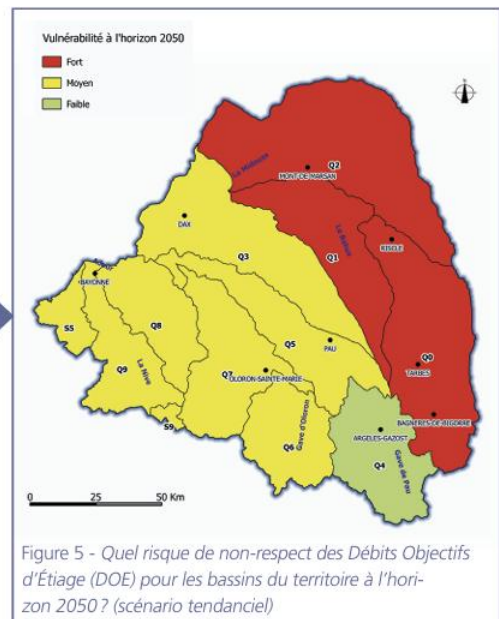 Vulnérabilité à l'horizon 2050
Fort
Moyen
Faible
La Midouze
Q2
MONT-DE-MARSAN
DAX
RISCLE
Q3
Q1
BAYONNE
Q8
S5
Q5
PAU
Q0
Q9
La Nive
Q7
OLORON-SAINTE-MARIE
TARBES
S9
Gave d'Oloron
Q6
BAGNERES-DE-BIGORRE
ARGELES-GAZOST
Q4
Gave de Pau
0 25 50 Km
Figure 5 - Quel risque de non-respect des Débits Objectifs
d'Étiage (DOE) pour les bassins du territoire à l'hori-
zon 2050 ? (scénario tendanciel)